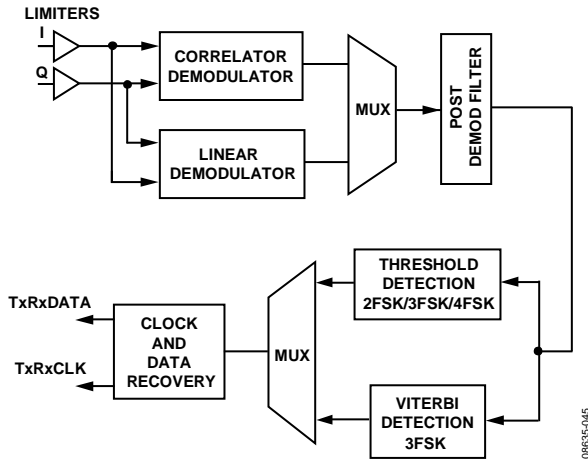 LIMITERS
I
Q
CORRELATOR
DEMODULATOR
LINEAR
DEMODULATOR
MUX
POST
DEMOD FILTER
THRESHOLD
DETECTION
2FSK/3FSK/4FSK
VITERBI
DETECTION
3FSK
MUX
CLOCK
AND
DATA
RECOVERY
TxRxDATA
TxRxCLK
08635-045